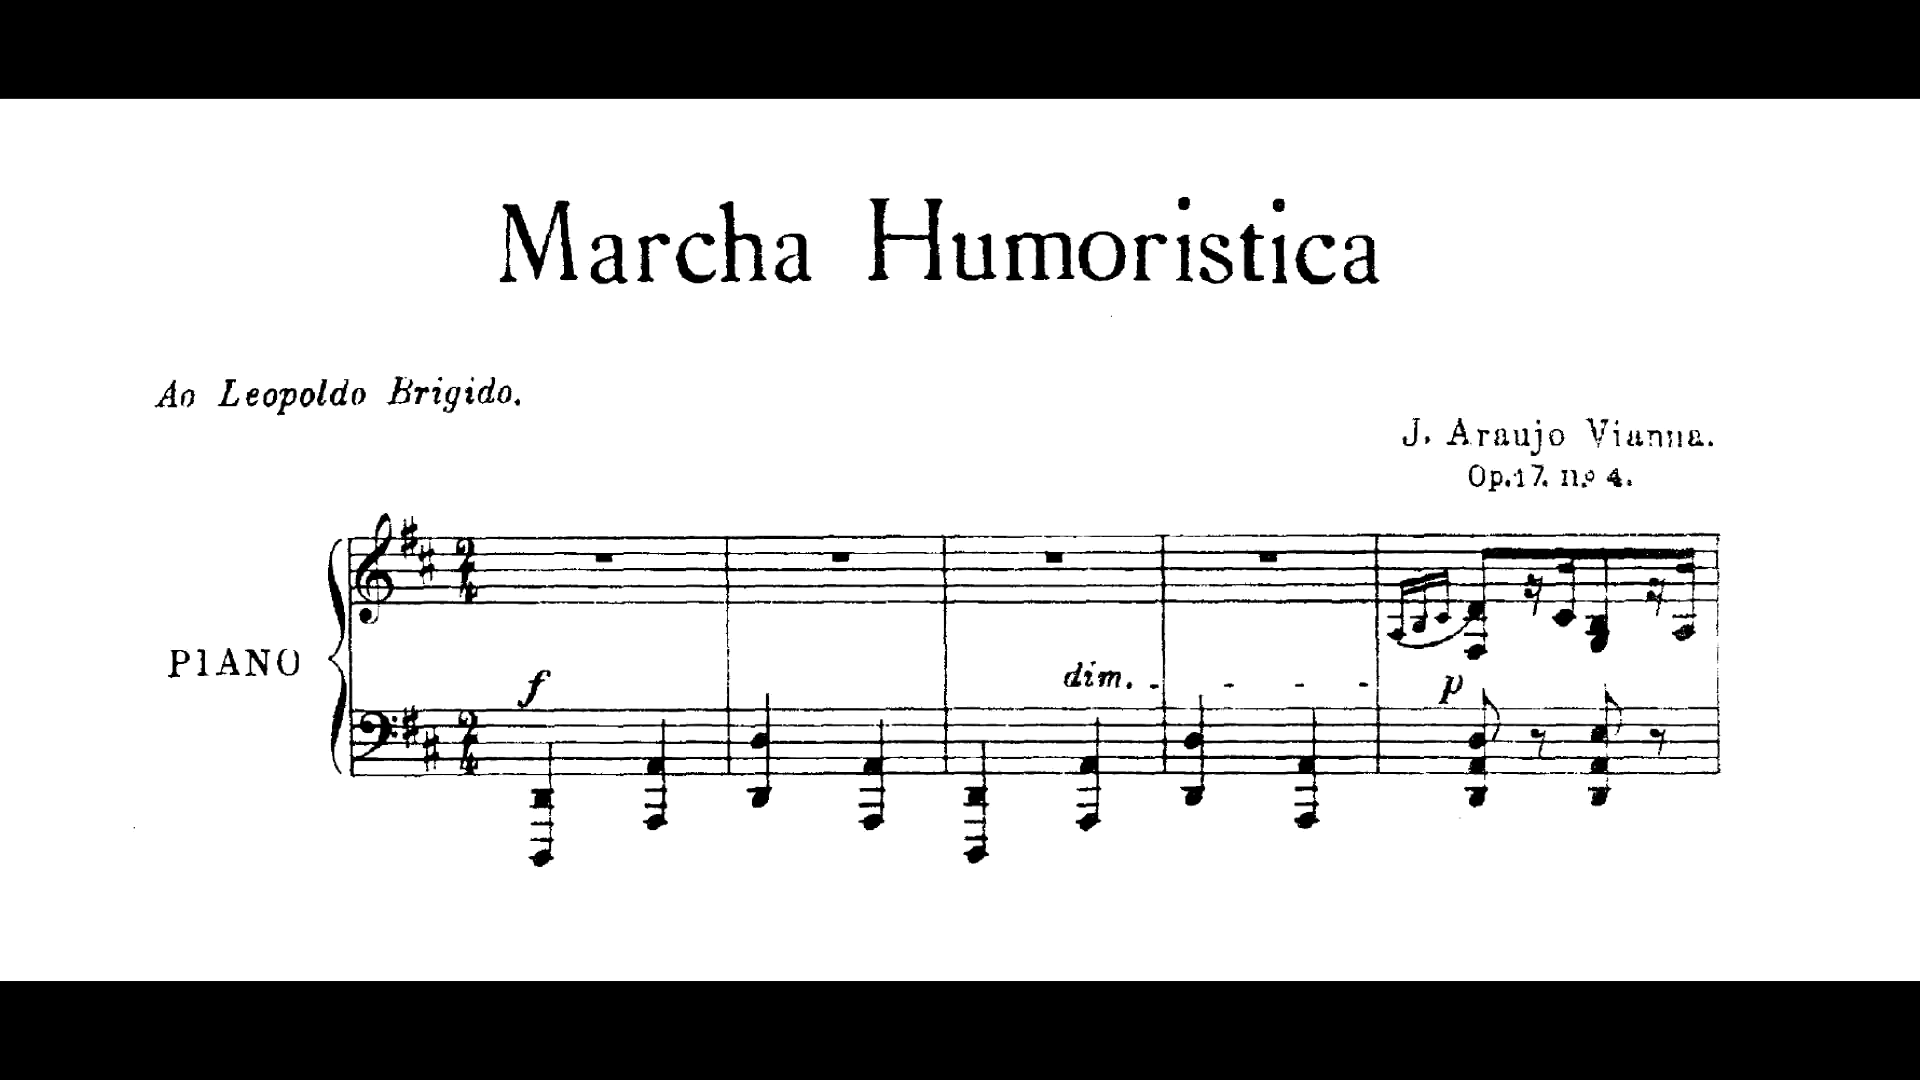 Marcha Humoristica
Ao Leopoldo Brigido.
J. Araujo Vianna.
Op.17. nº 4.
PIANO
f
dim.
p